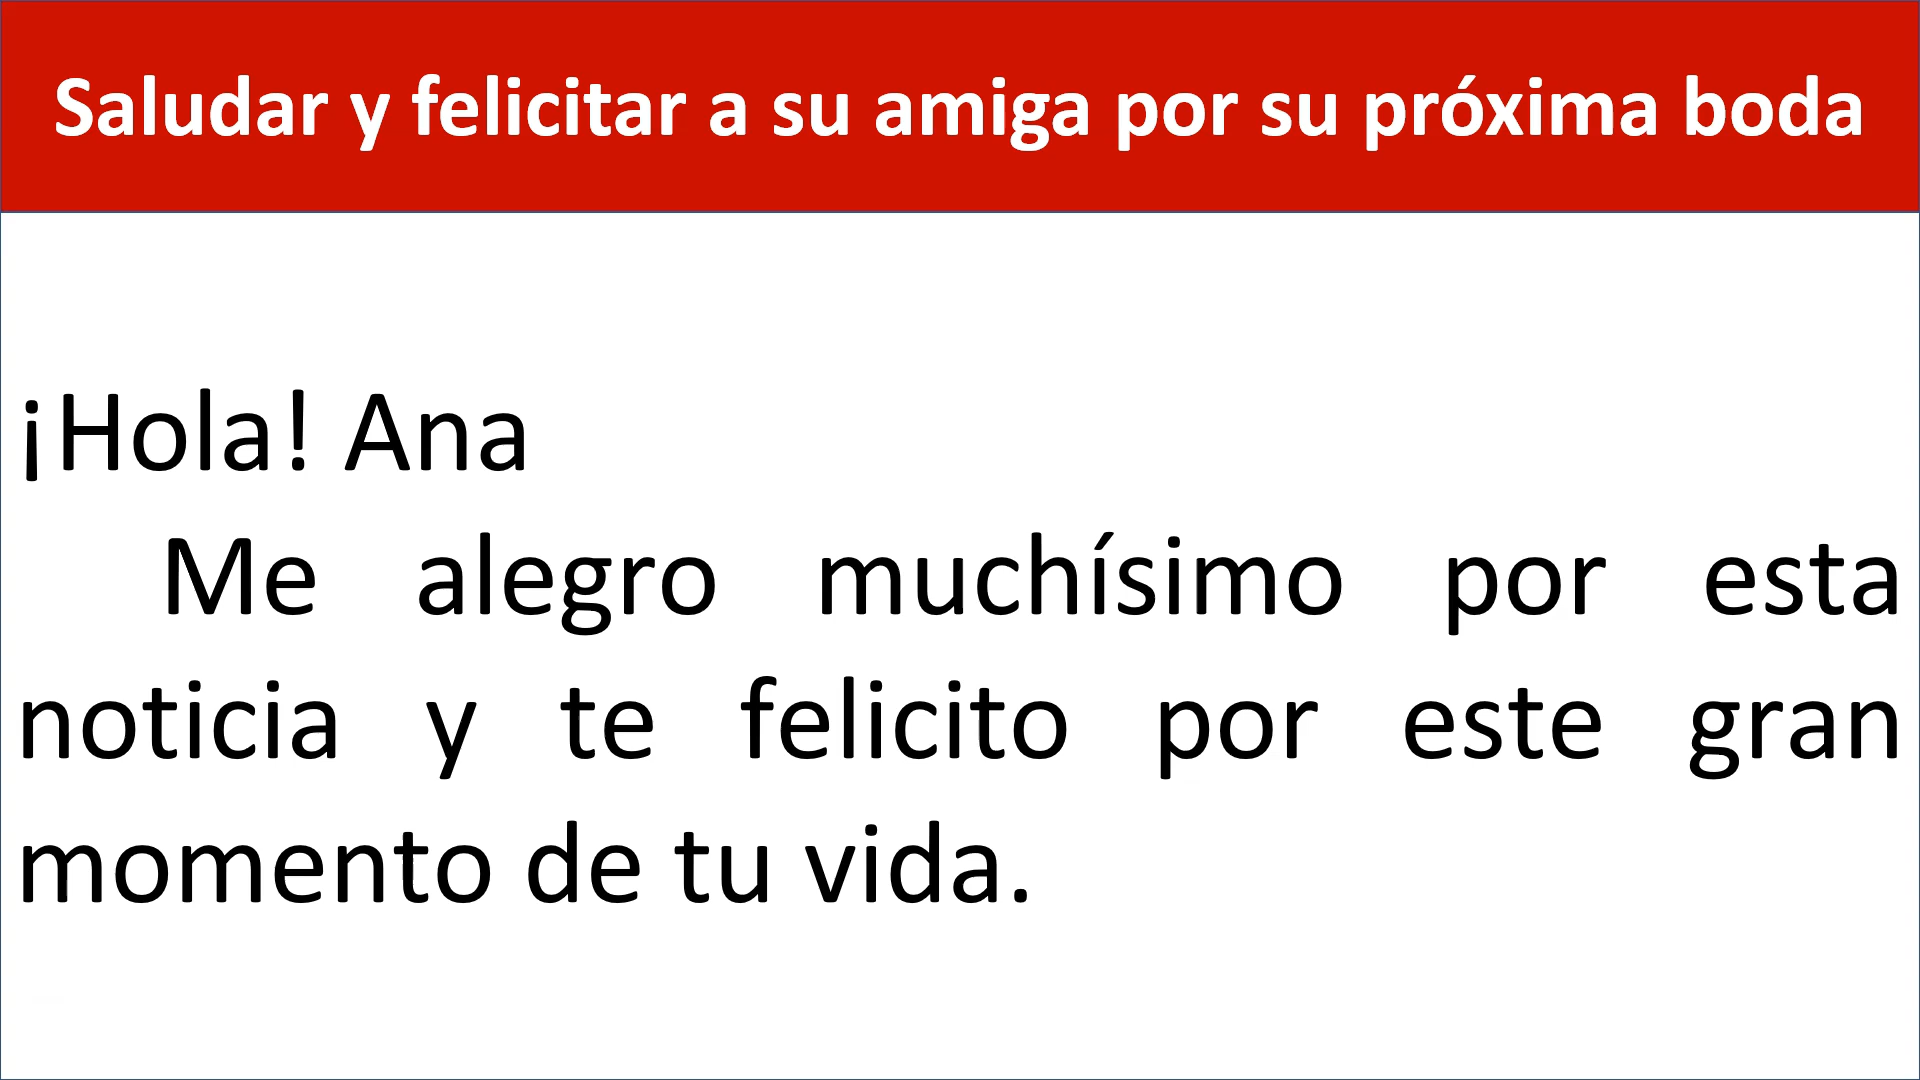 Saludar y felicitar a su amiga por su próxima boda
¡Hola! Ana
Me alegro muchísimo por esta
noticia y te felicito por este gran
momento de tu vida.